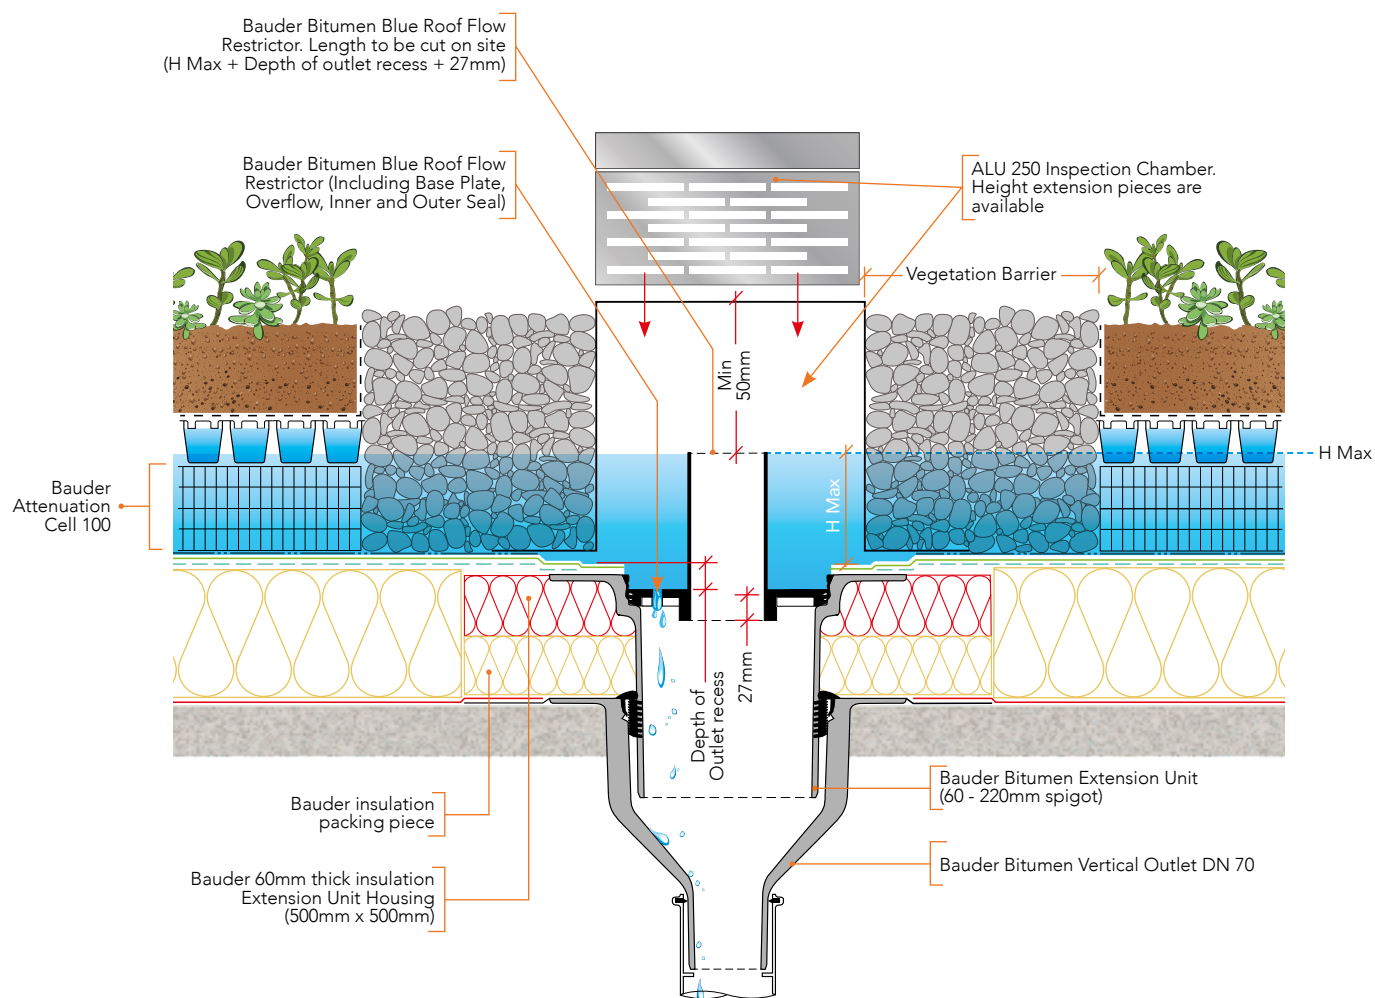 Bauder Bitumen Blue Roof Flow
Restrictor. Length to be cut on site
(H Max + Depth of outlet recess + 27mm)
Bauder Bitumen Blue Roof Flow
Restrictor (Including Base Plate,
Overflow, Inner and Outer Seal)
ALU 250 Inspection Chamber.
Height extension pieces are
available
Vegetation Barrier
Min
50mm
H Max
H Max
Bauder
Attenuation
Cell 100
27mm
Depth of
Outlet recess
Bauder insulation
packing piece
Bauder Bitumen Extension Unit
(60 - 220mm spigot)
Bauder 60mm thick insulation
Extension Unit Housing
(500mm x 500mm)
Bauder Bitumen Vertical Outlet DN 70